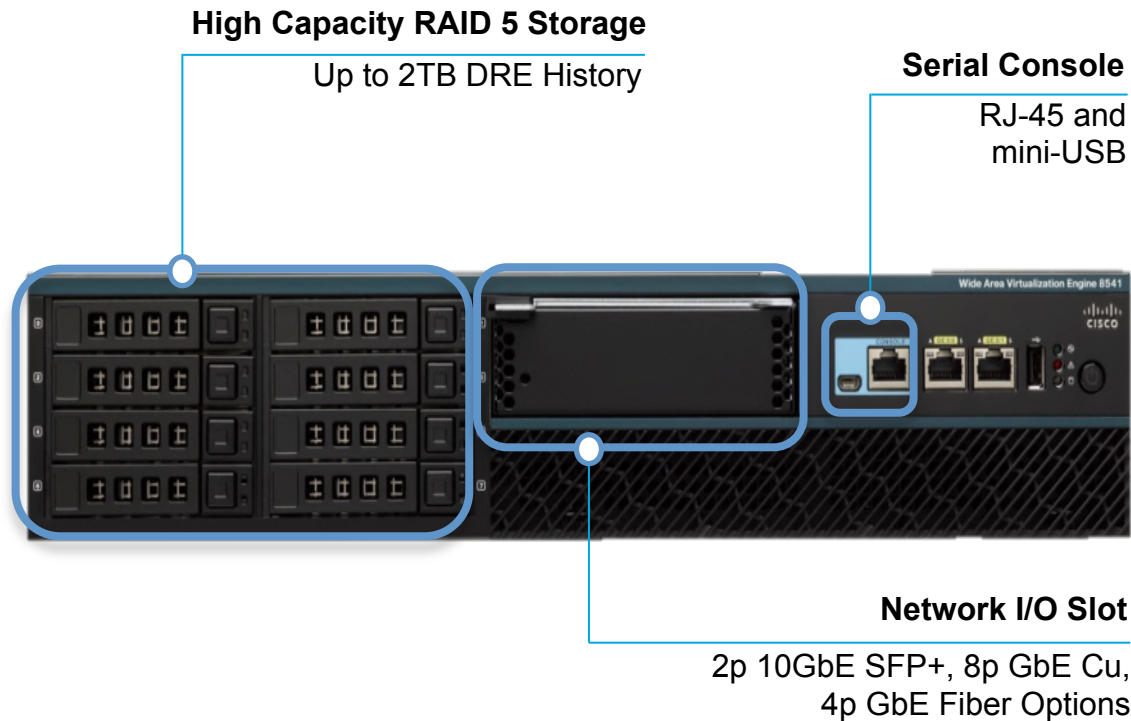 High Capacity RAID 5 Storage
Up to 2TB DRE History
Serial Console
RJ-45 and
mini-USB
Wide Area Virtualization Engine 8541
CISCO
CONSOLE
Network I/O Slot
2p 10GbE SFP+, 8p GbE Cu,
4p GbE Fiber Options